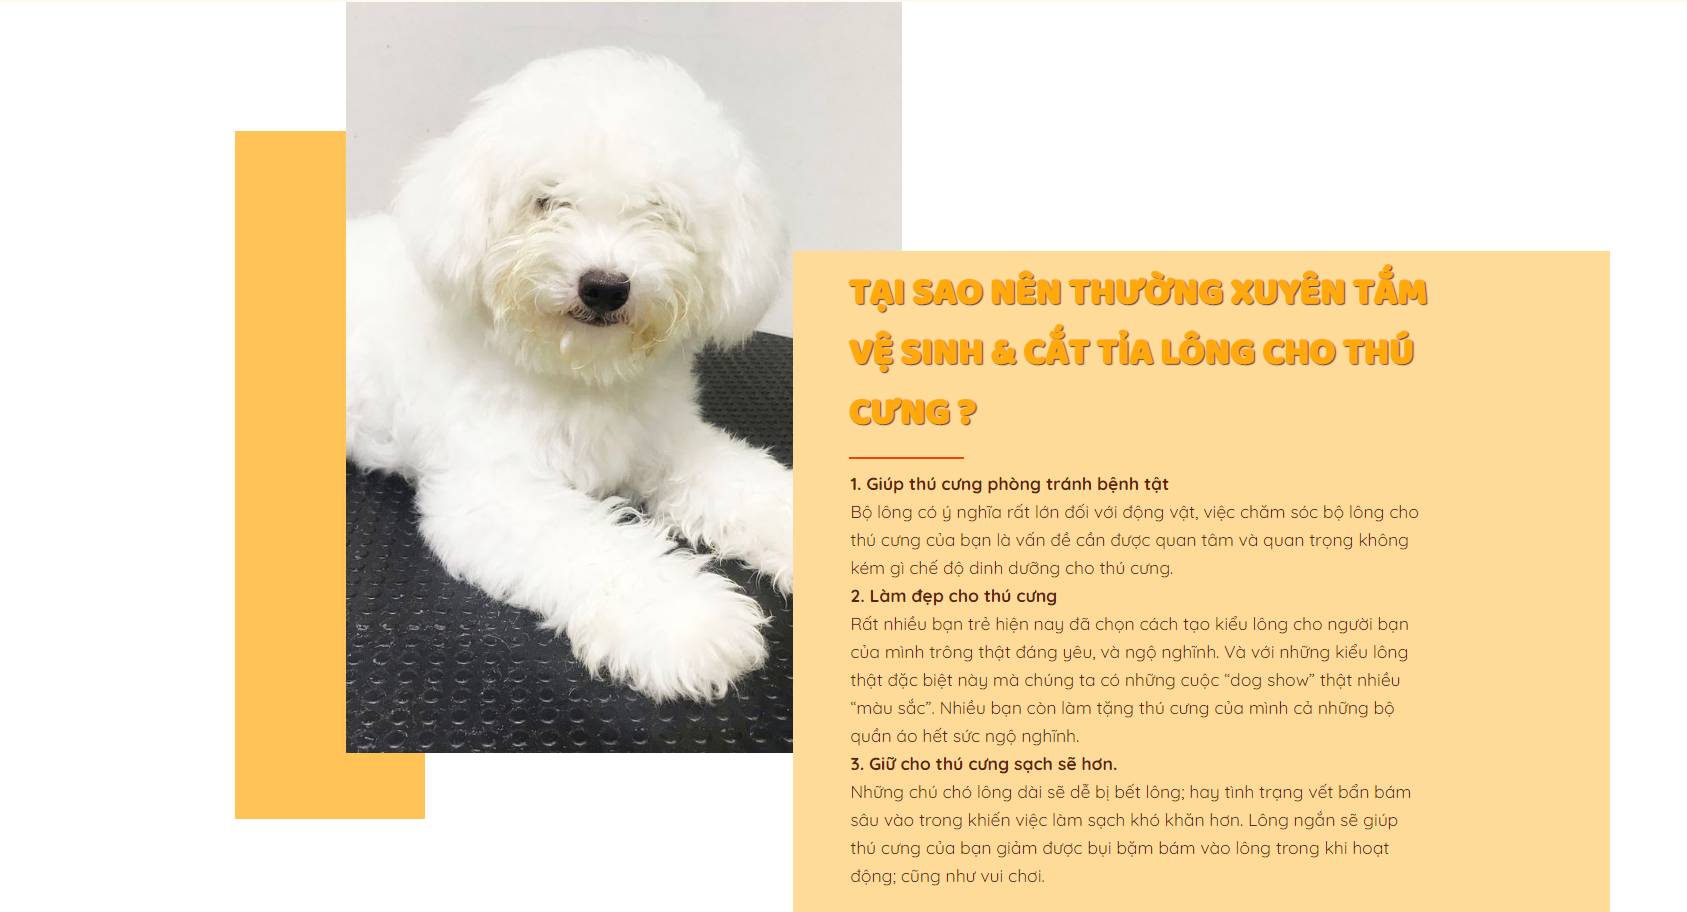 TẠI SAO NÊN THƯỜNG XUYÊN TẮM
VỆ SINH & CẮT TỈA LÔNG CHO THÚ
CƯNG ?
1. Giúp thú cưng phòng tránh bệnh tật
Bộ lông có ý nghĩa rất lớn đối với động vật, việc chăm sóc bộ lông cho
thú cưng của bạn là vấn đề cần được quan tâm và quan trọng không
kém gì chế độ dinh dưỡng cho thú cưng.
2. Làm đẹp cho thú cưng
Rất nhiều bạn trẻ hiện nay đã chọn cách tạo kiểu lông cho người bạn
của mình trông thật đáng yêu, và ngộ nghĩnh. Và với những kiểu lông
thật đặc biệt này mà chúng ta có những cuộc “dog show” thật nhiều
“màu sắc”. Nhiều bạn còn làm tặng thú cưng của mình cả những bộ
quần áo hết sức ngộ nghĩnh.
3. Giữ cho thú cưng sạch sẽ hơn.
Những chú chó lông dài sẽ dễ bị bết lông; hay tình trạng vết bẩn bám
sâu vào trong khiến việc làm sạch khó khăn hơn. Lông ngắn sẽ giúp
thú cưng của bạn giảm được bụi bặm bám vào lông trong khi hoạt
động; cũng như vui chơi.